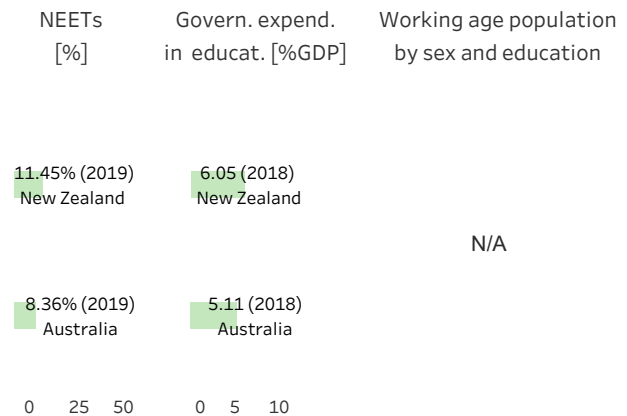 NEETs
[%]
Govern. expend.
in educat. [%GDP]
Working age population
by sex and education
11.45% (2019)
New Zealand
6.05 (2018)
New Zealand
N/A
8.36% (2019)
Australia
5.11 (2018)
Australia
0 25 50
0 5 10